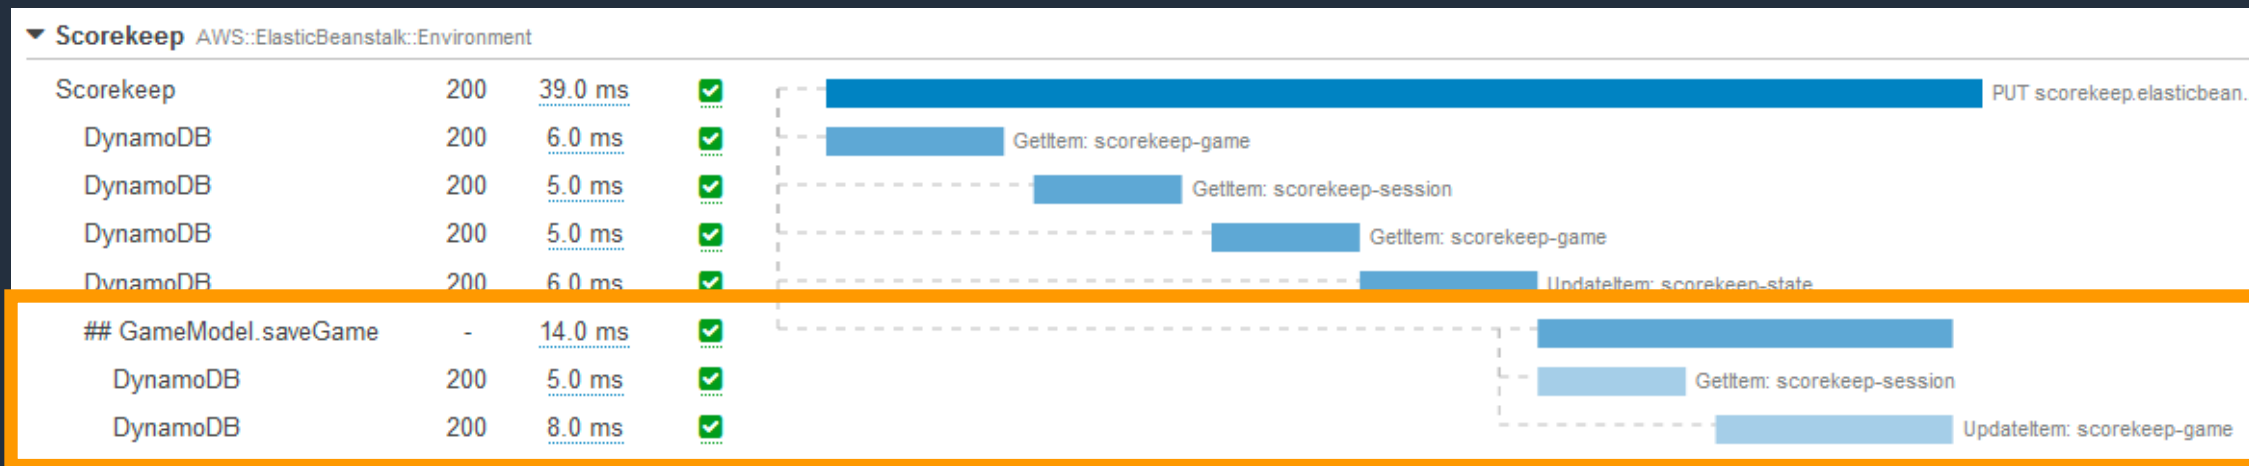 Scorekeep AWS::ElasticBeanstalk::Environment
Scorekeep 200 39.0 ms PUT scorekeep.elasticbean.
DynamoDB 200 6.0 ms GetItem: scorekeep-game
DynamoDB 200 5.0 ms GetItem: scorekeep-session
DynamoDB 200 5.0 ms GetItem: scorekeep-game
DynamoDB 200 6.0 ms UpdateItem: scorekeep-state
## GameModel.saveGame - 14.0 ms
DynamoDB 200 5.0 ms GetItem: scorekeep-session
DynamoDB 200 8.0 ms UpdateItem: scorekeep-game